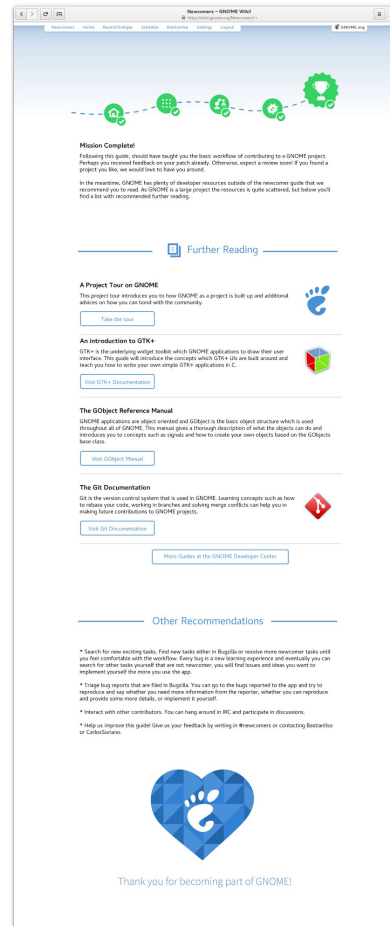 Newcomers – GNOME Wiki!
https://wiki.gnome.org/Newcomers/
Newcomers Home RecentChanges Schedule BastianIlso Settings Logout
GNOME.org
Mission Complete!
Following this guide, should have taught you the basic workflow of contributing to a GNOME project.
Perhaps you received feedback on your patch already. Otherwise, expect a review soon! If you found a
project you like, we would love to have you around.
In the meantime, GNOME has plenty of developer resources outside of the newcomer guide that we
recommend you to read. As GNOME is a large project the resources is quite scattered, but below you'll
find a list with recommended further reading.
Further Reading
A Project Tour on GNOME
This project tour introduces you to how GNOME as a project is built up and additional
advices on how you can bond with the community.
Take the tour
An introduction to GTK+
GTK+ is the underlying widget toolkit which GNOME applications to draw their user
interface. This guide will introduce the concepts which GTK+ UIs are built around and
teach you how to write your own simple GTK+ applications in C.
Visit GTK+ Documentation
The GObject Reference Manual
GNOME applications are object oriented and GObject is the basic object structure which is used
throughout all of GNOME. This manual gives a thorough description of what the objects can do and
introduces you to concepts such as signals and how to create your own objects based on the GObjects
base class.
Visit GObject Manual
The Git Documentation
Git is the version control system that is used in GNOME. Learning concepts such as how
to rebase your code, working in branches and solving merge conflicts can help you in
making future contributions to GNOME projects.
Visit Git Documentation
More Guides at the GNOME Developer Center
Other Recommendations
* Search for new exciting tasks. Find new tasks either in Bugzilla or resolve more newcomer tasks until
you feel comfortable with the workflow. Every bug is a new learning experience and eventually you can
search for other tasks yourself that are not newcomer, you will find issues and ideas you want to
implement yourself the more you use the app.
* Triage bug reports that are filed in Bugzilla. You can go to the bugs reported to the app and try to
reproduce and say whether you need more information from the reporter, whether you can reproduce
and provide some more details, or implement it yourself.
* Interact with other contributors. You can hang around in IRC and participate in discussions.
* Help us improve this guide! Give us your feedback by writing in #newcomers or contacting BastianIlso
or CarlosSoriano.
Thank you for becoming part of GNOME!